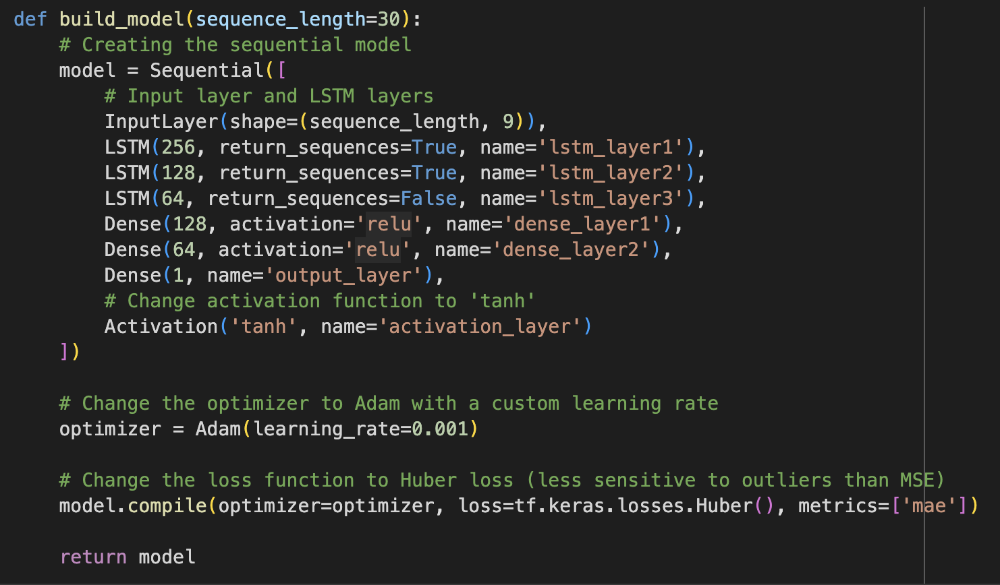 def build_model(sequence_length=30):
    # Creating the sequential model
    model = Sequential([
        # Input layer and LSTM layers
        InputLayer(shape=(sequence_length, 9)),
        LSTM(256, return_sequences=True, name='lstm_layer1'),
        LSTM(128, return_sequences=True, name='lstm_layer2'),
        LSTM(64, return_sequences=False, name='lstm_layer3'),
        Dense(128, activation='relu', name='dense_layer1'),
        Dense(64, activation='relu', name='dense_layer2'),
        Dense(1, name='output_layer'),
        # Change activation function to 'tanh'
        Activation('tanh', name='activation_layer')
    ])

    # Change the optimizer to Adam with a custom learning rate
    optimizer = Adam(learning_rate=0.001)

    # Change the loss function to Huber loss (less sensitive to outliers than MSE)
    model.compile(optimizer=optimizer, loss=tf.keras.losses.Huber(), metrics=['mae'])

    return model